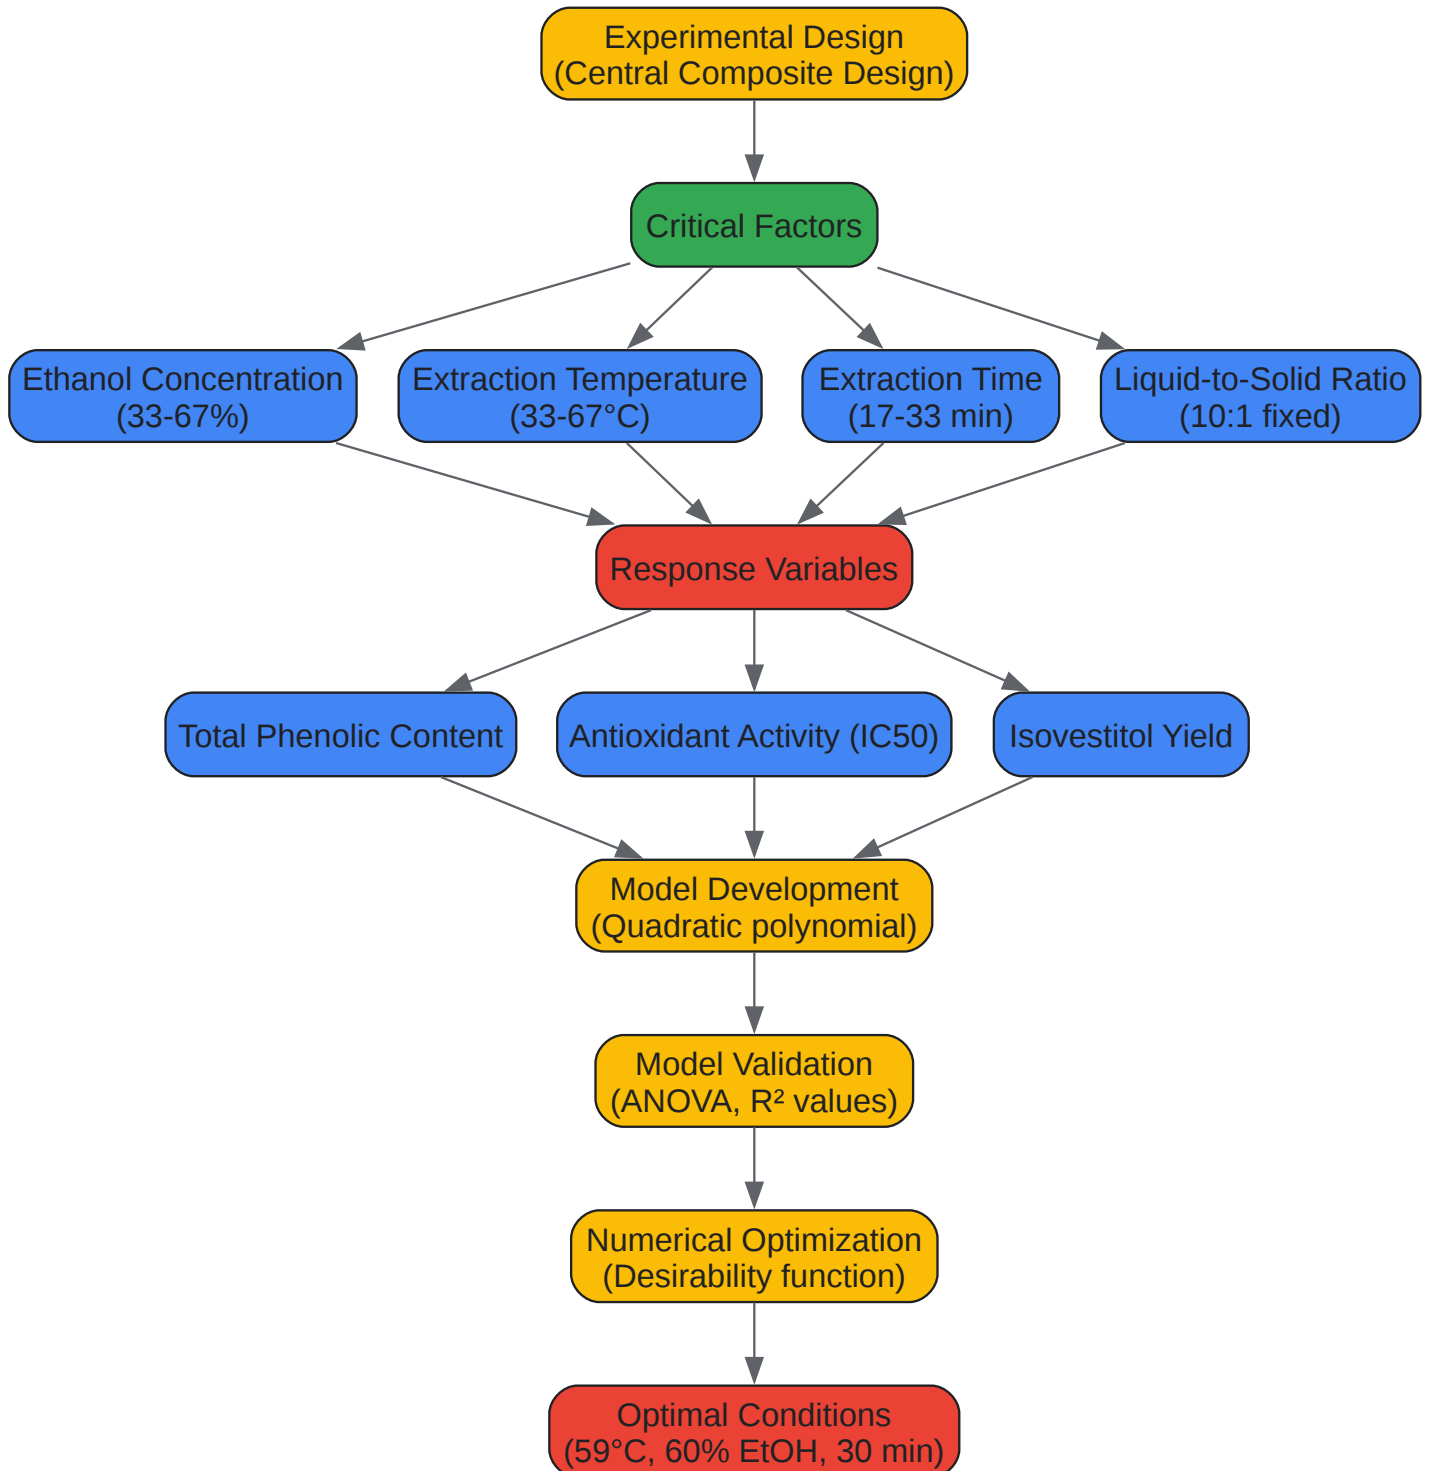 Experimental Design
(Central Composite Design)
Critical Factors
Ethanol Concentration
(33-67%)
Extraction Temperature
(33-67°C)
Extraction Time
(17-33 min)
Liquid-to-Solid Ratio
(10:1 fixed)
Response Variables
Total Phenolic Content
Antioxidant Activity (IC50)
Isovestitol Yield
Model Development
(Quadratic polynomial)
Model Validation
(ANOVA, R² values)
Numerical Optimization
(Desirability function)
Optimal Conditions
(59°C, 60% EtOH, 30 min)